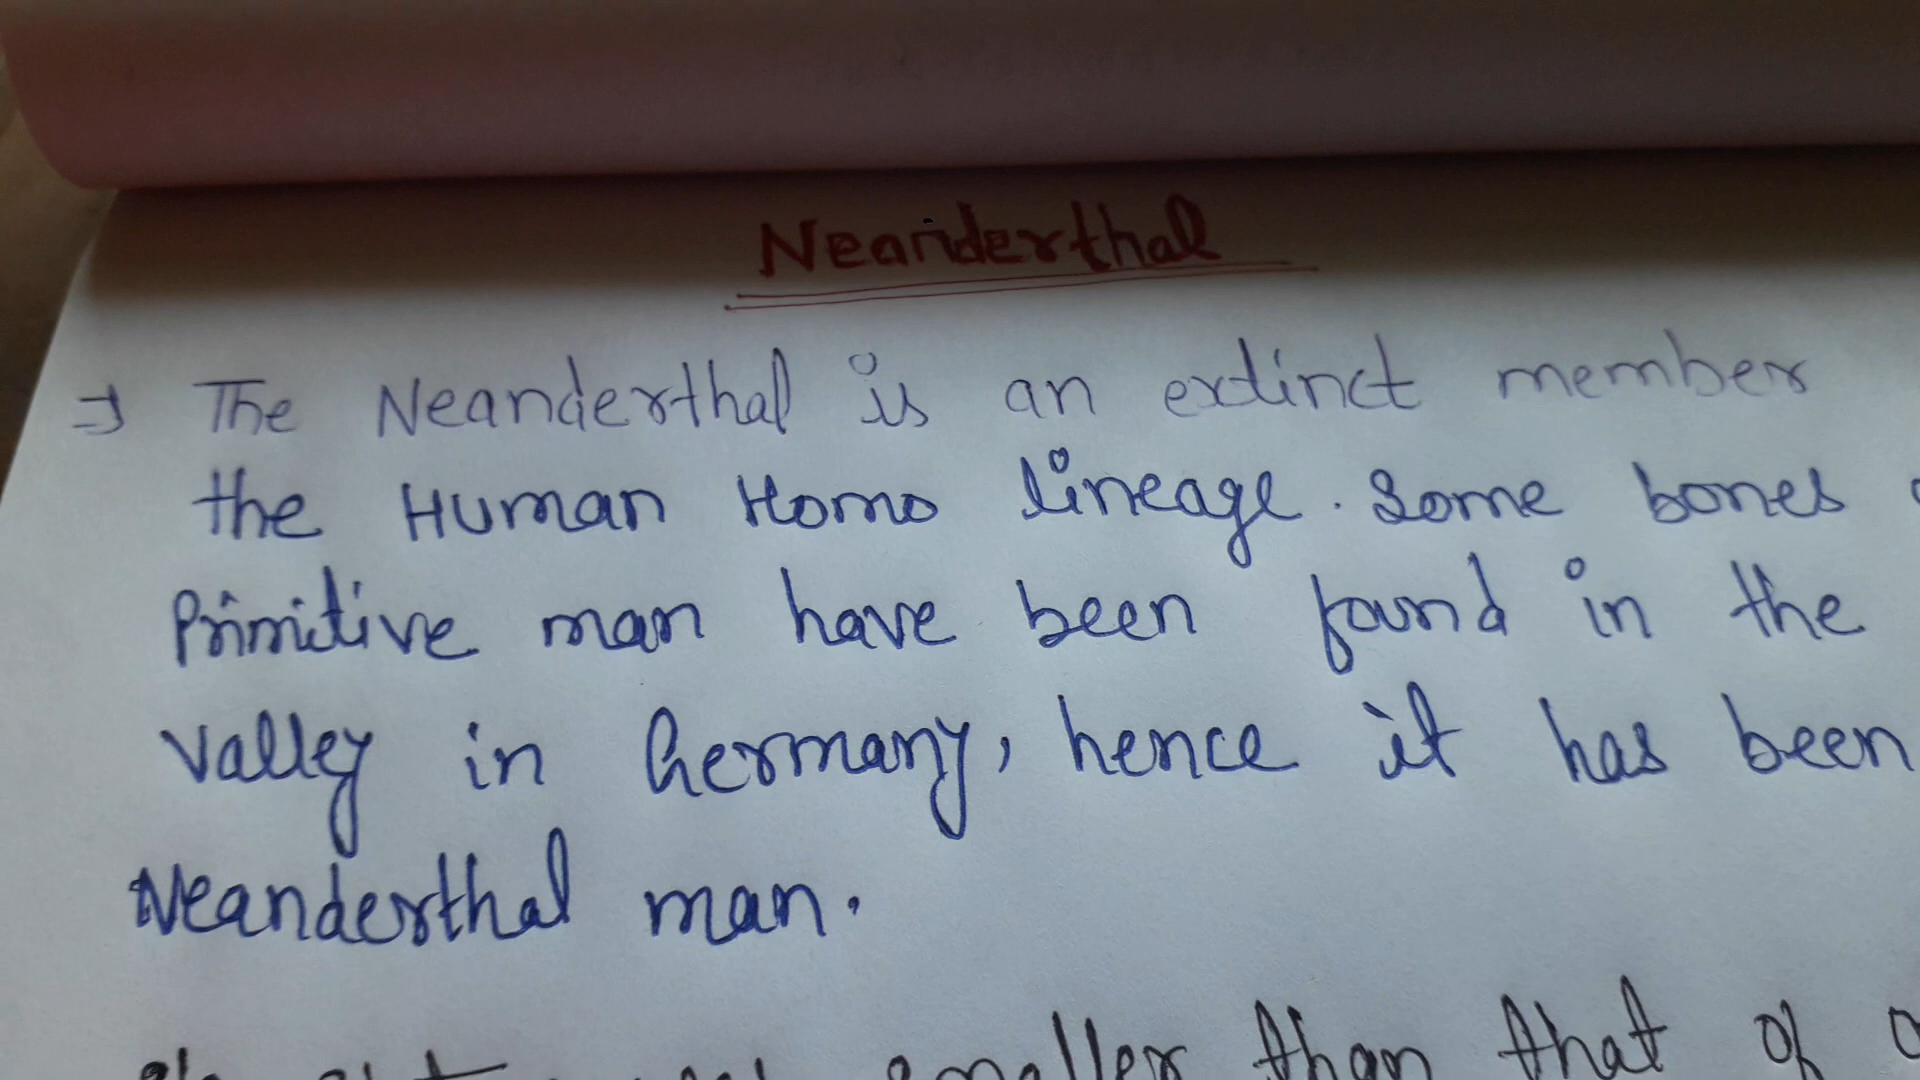 Neanderthal
⇒ The Neanderthal is an extinct member
the Human Homo lineage. Some bones
Primitive man have been found in the
valley in Germany, hence it has been
Neanderthal man.
smaller than that of